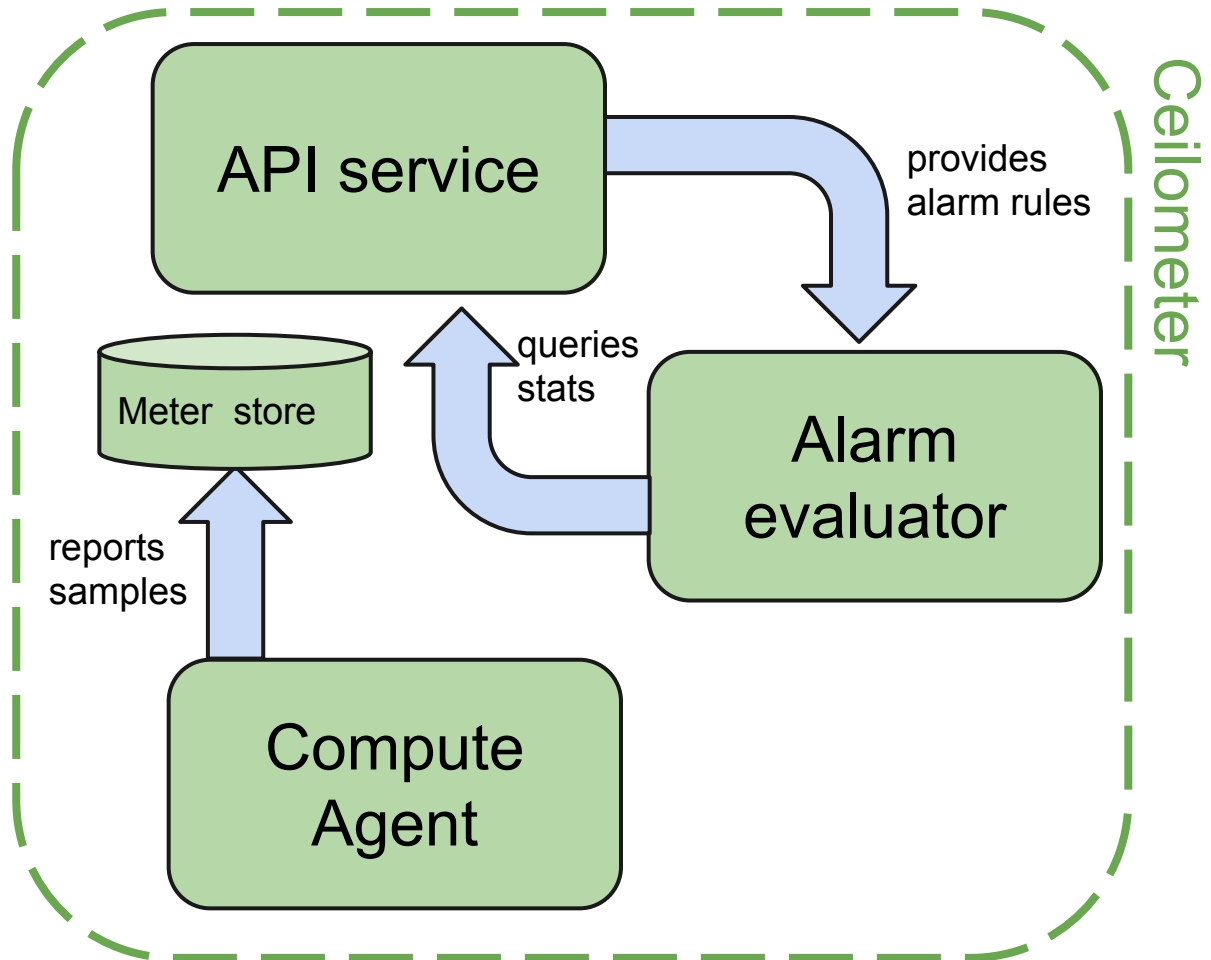 API service
provides
alarm rules
Ceilometer
queries
stats
Meter  store
Alarm
evaluator
reports
samples
Compute
Agent